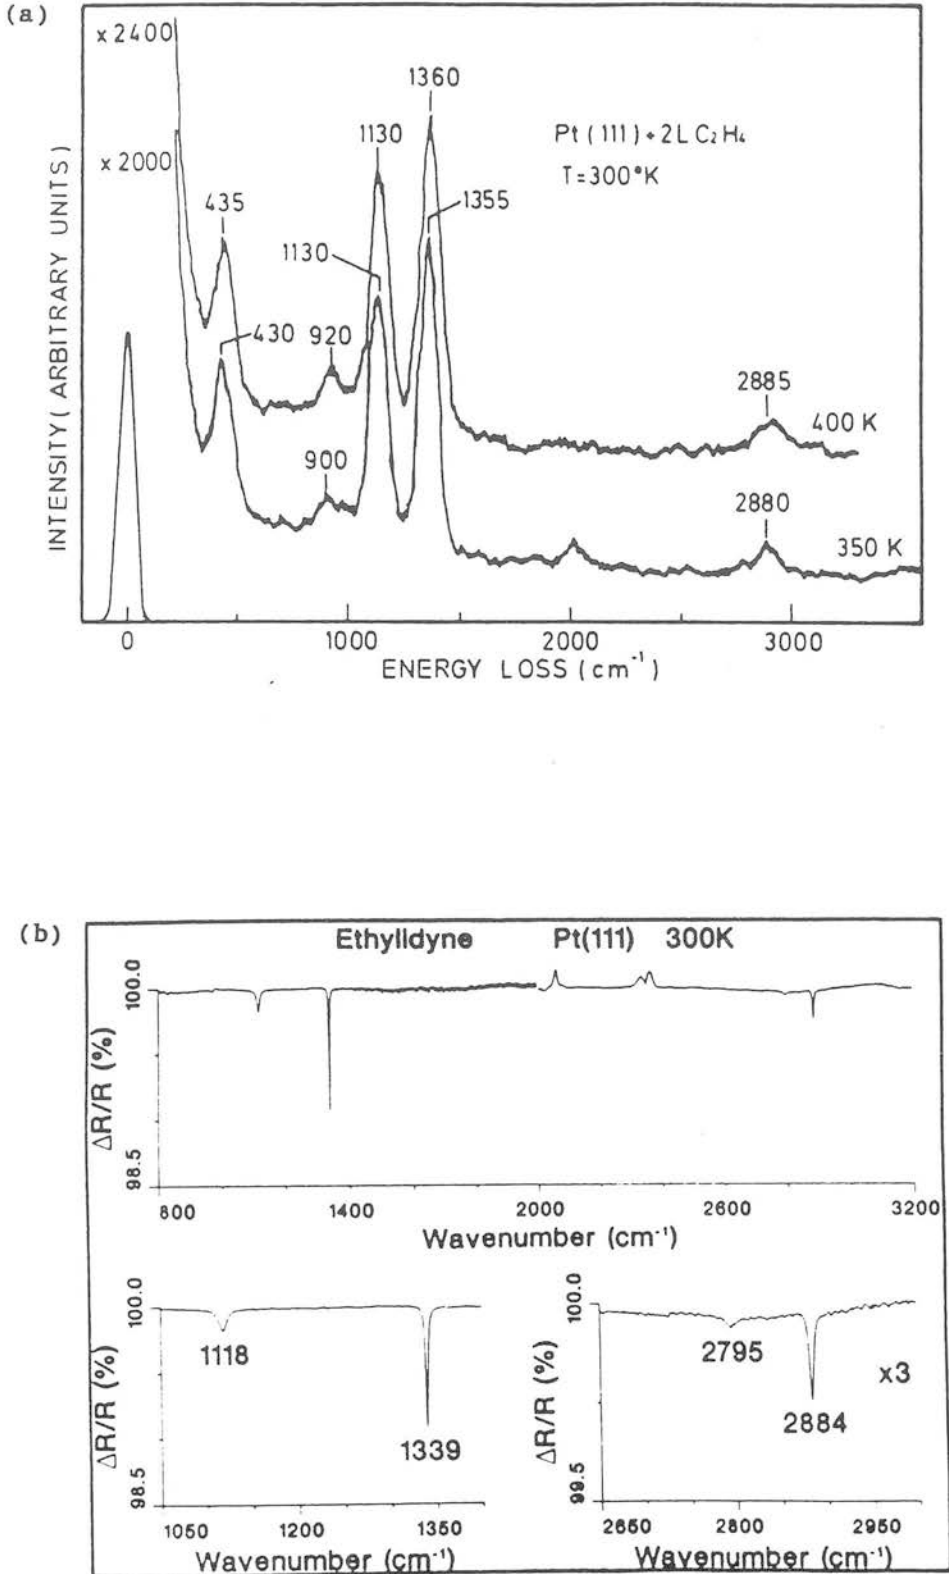 (a)
x 2400
x 2000
INTENSITY (ARBITRARY UNITS)
1360
1130
Pt (111) + 2L C₂H₄
T=300°K
1355
435
1130
430
920
900
2885
400 K
2880
350 K
0 1000 2000 3000
ENERGY LOSS (cm⁻¹)
(b)
Ethylidyne Pt(111) 300K
100.0
ΔR/R (%)
98.5
800 1400 2000 2600 3200
Wavenumber (cm⁻¹)
100.0
ΔR/R (%)
98.5
1118
1339
1050 1200 1350
Wavenumber (cm⁻¹)
100.0
ΔR/R (%)
99.5
2795
x3
2884
2650 2800 2950
Wavenumber (cm⁻¹)